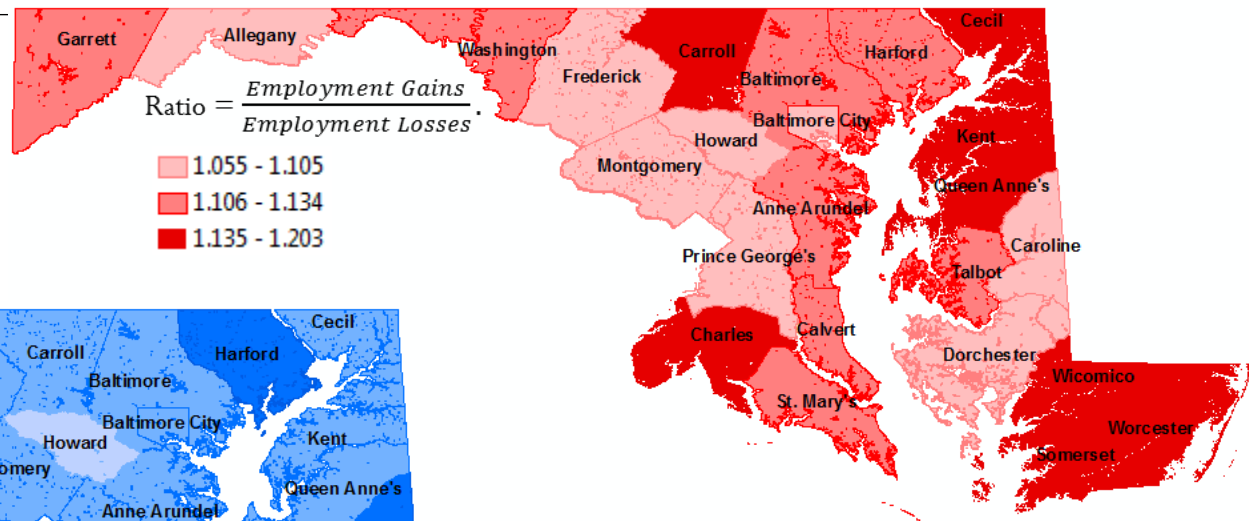 Garrett
Allegany
Washington
Frederick
Carroll
Baltimore
Harford
Cecil
Ratio = Employment Gains / Employment Losses.
1.055 - 1.105
1.106 - 1.134
1.135 - 1.203
Baltimore City
Howard
Montgomery
Kent
Queen Anne's
Anne Arundel
Caroline
Prince George's
Talbot
Charles
Calvert
Dorchester
St. Mary's
Wicomico
Worcester
Somerset
Cecil
Carroll
Harford
Baltimore
Baltimore City
Howard
Kent
omery
Queen Anne's
Anne Arundel